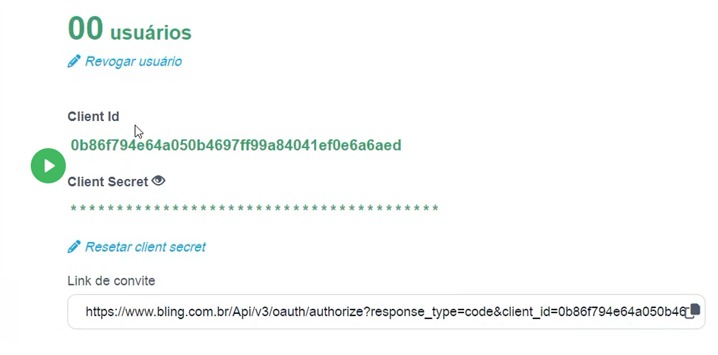 00 usuários
Revogar usuário
Client Id
0b86f794e64a050b4697ff99a84041ef0e6a6aed
Client Secret
****************************************
Resetar client secret
Link de convite
https://www.bling.com.br/Api/v3/oauth/authorize?response_type=code&client_id=0b86f794e64a050b46